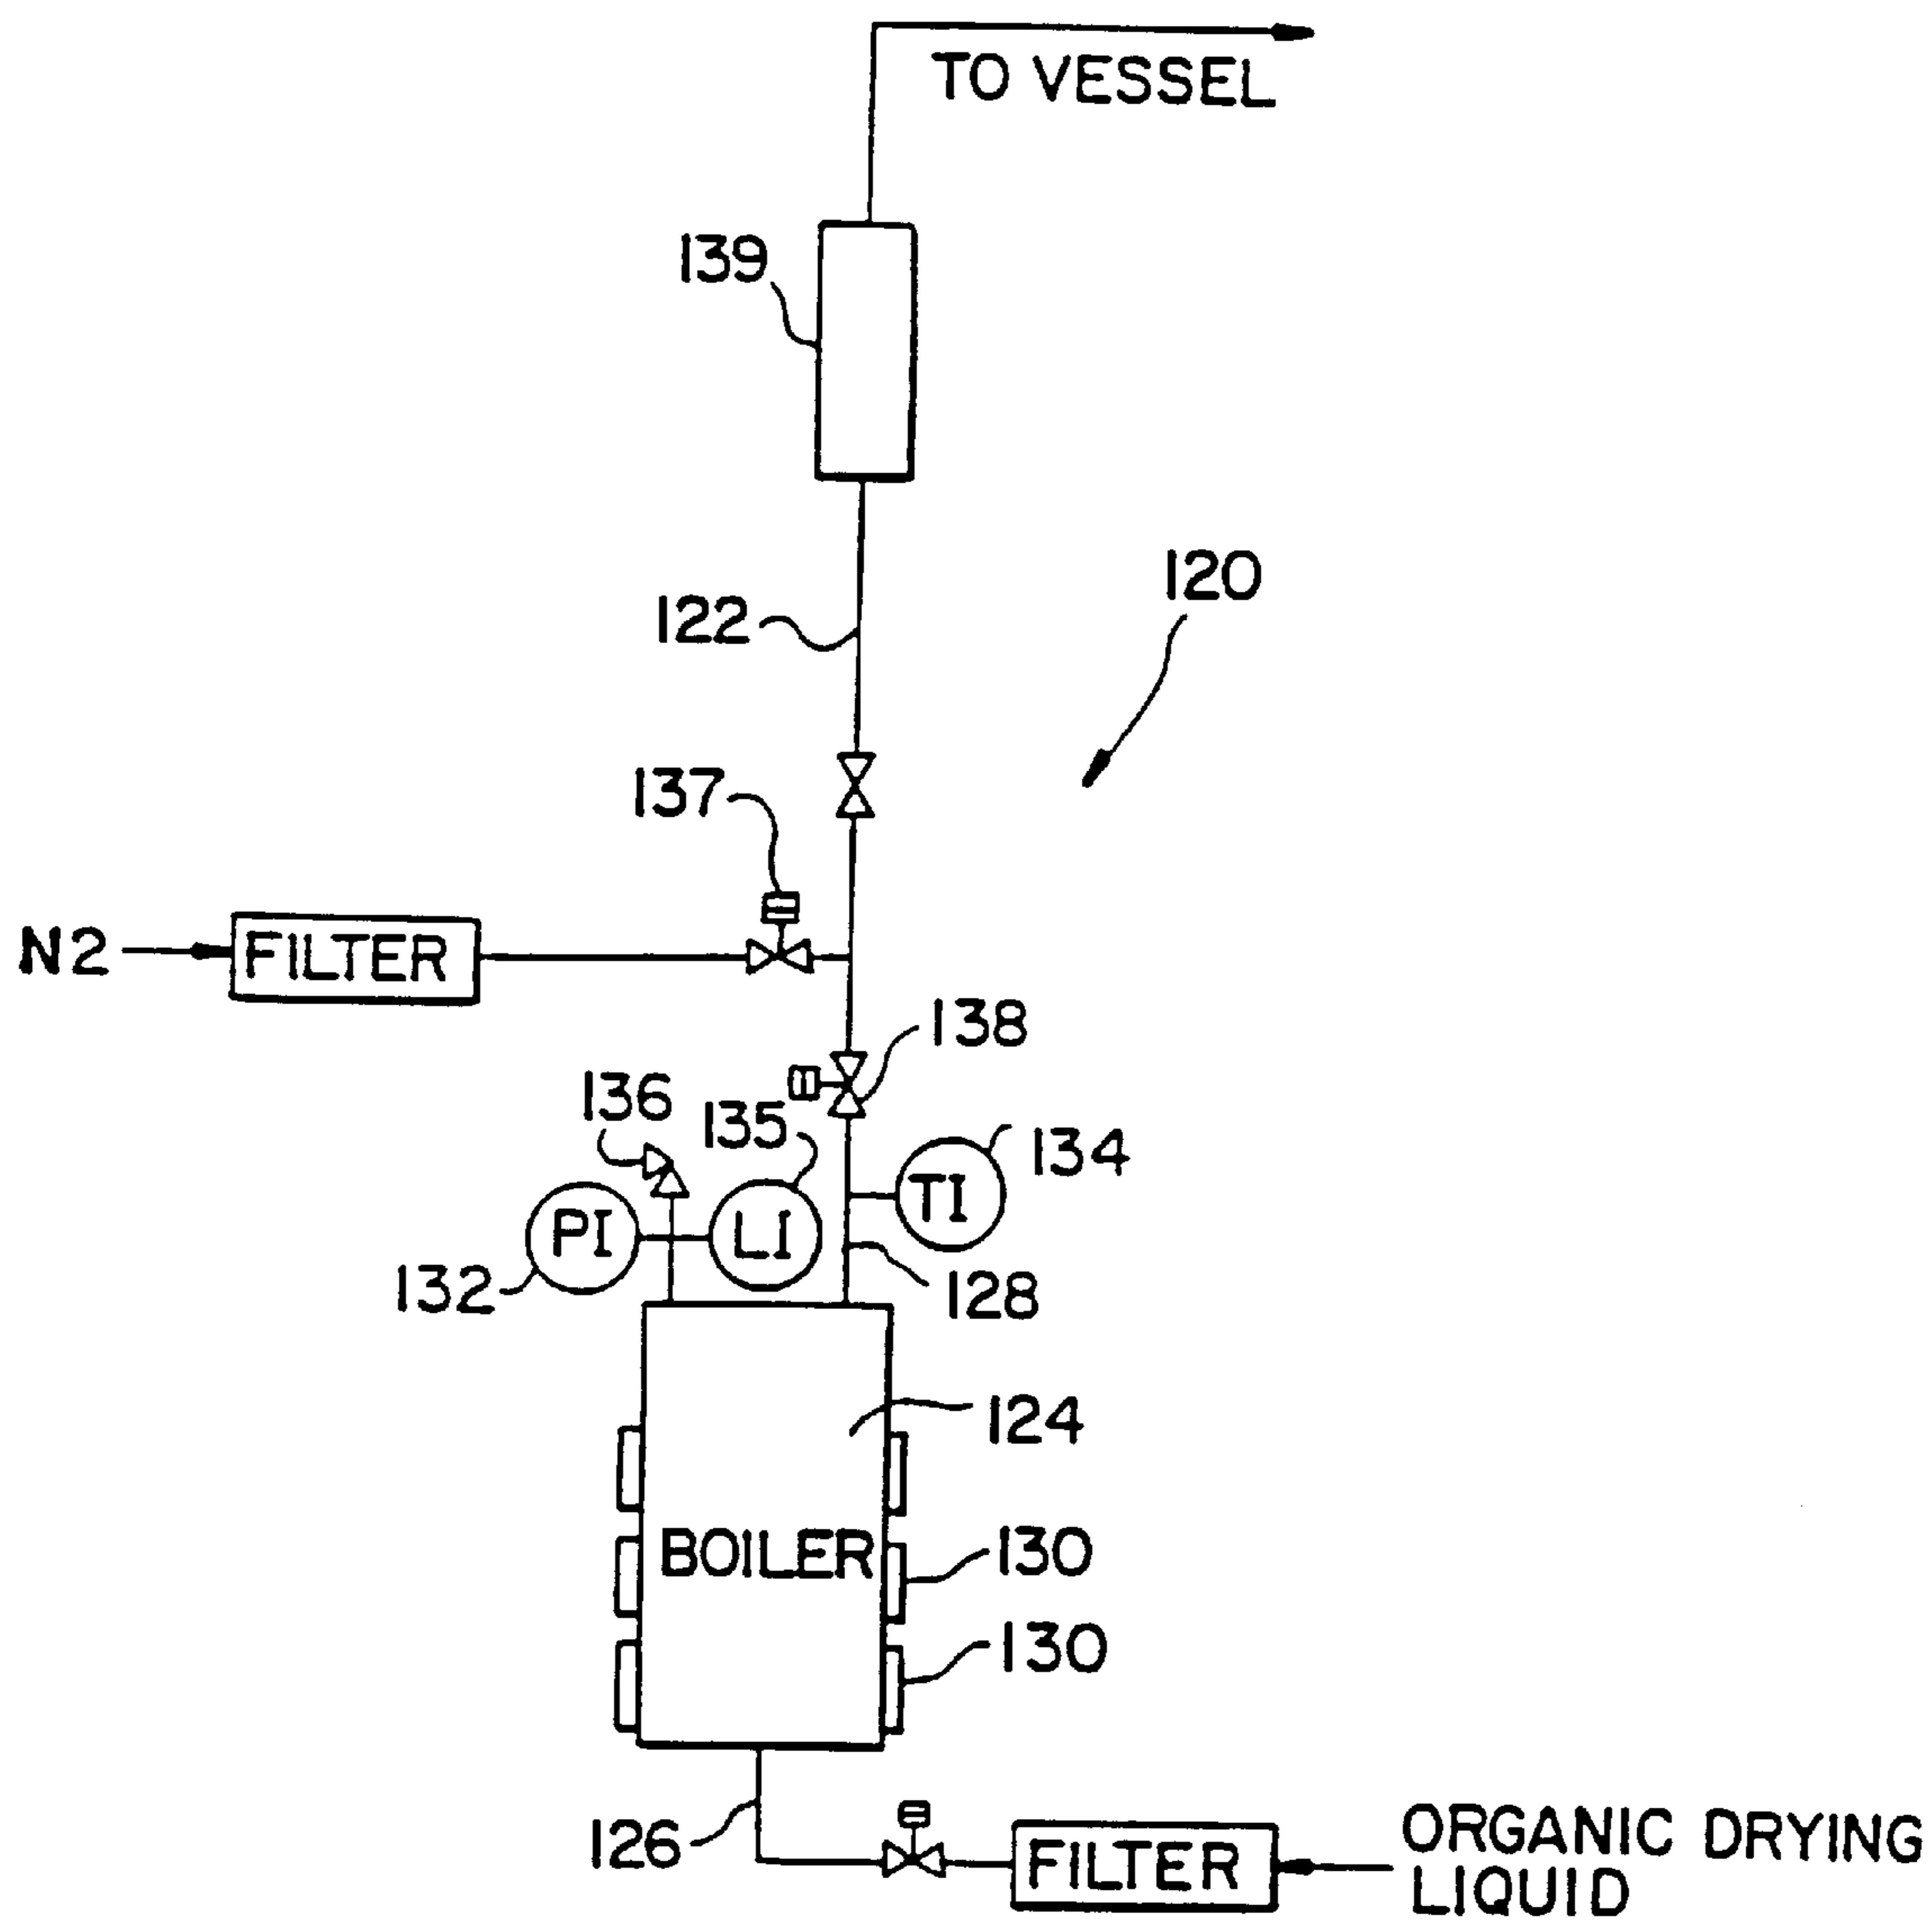 TO VESSEL
139
120
122
137
N2
FILTER
138
136
135
134
PI
LI
TI
132
128
124
BOILER
130
130
126
FILTER
ORGANIC DRYING
LIQUID